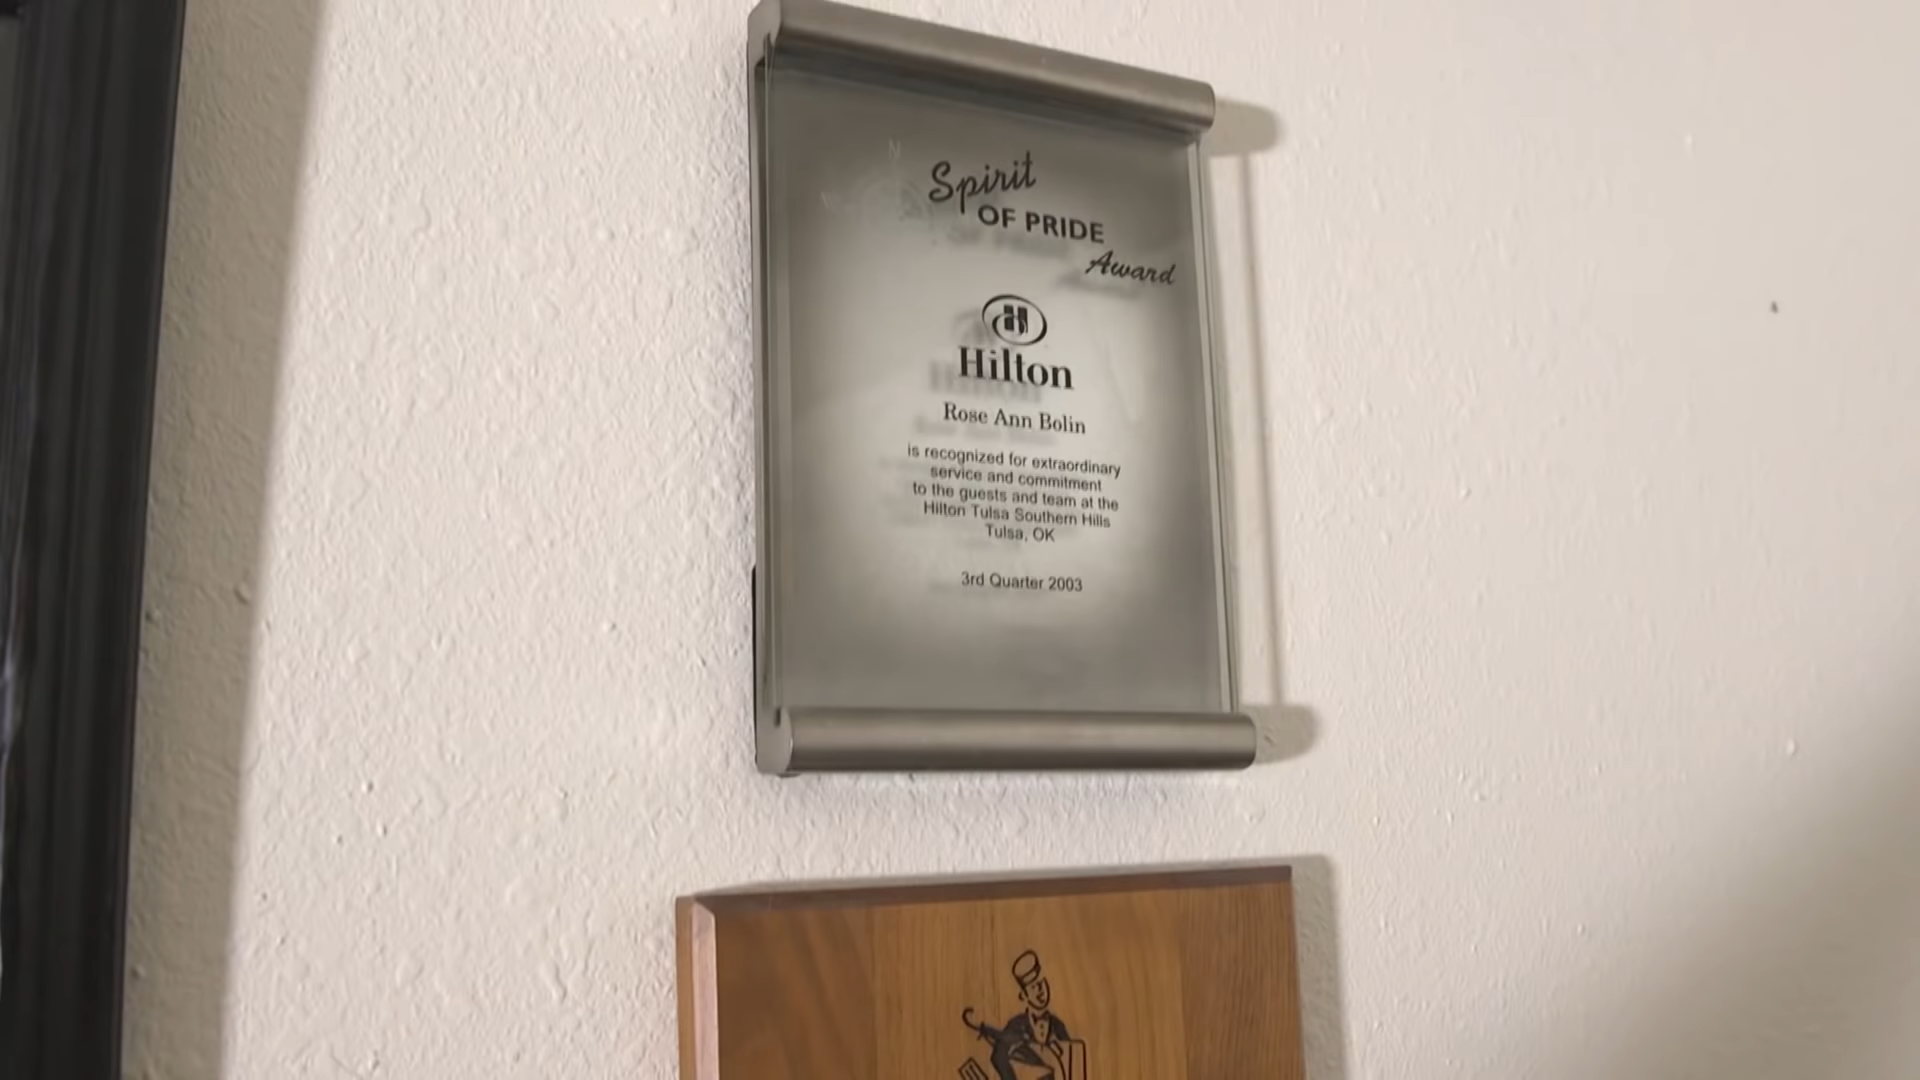 N
Spirit
OF PRIDE
Award
Hilton
Rose Ann Bolin
is recognized for extraordinary
service and commitment
to the guests and team at the
Hilton Tulsa Southern Hills
Tulsa, OK
3rd Quarter 2003